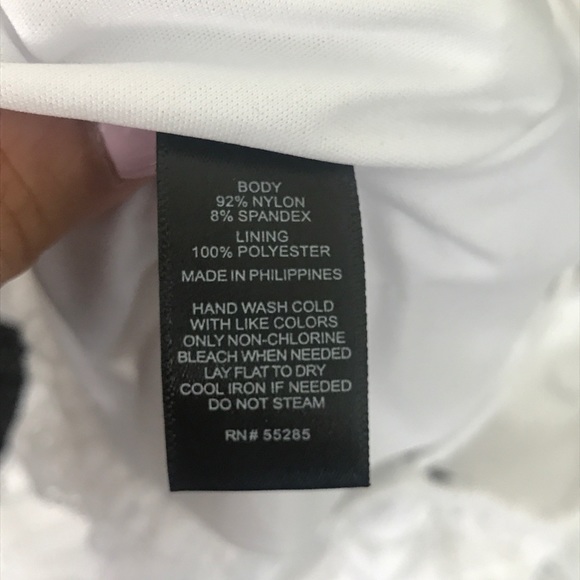 BODY
92% NYLON
8% SPANDEX
LINING
100% POLYESTER
MADE IN PHILIPPINES
HAND WASH COLD
WITH LIKE COLORS
ONLY NON-CHLORINE
BLEACH WHEN NEEDED
LAY FLAT TO DRY
COOL IRON IF NEEDED
DO NOT STEAM
RN# 55285